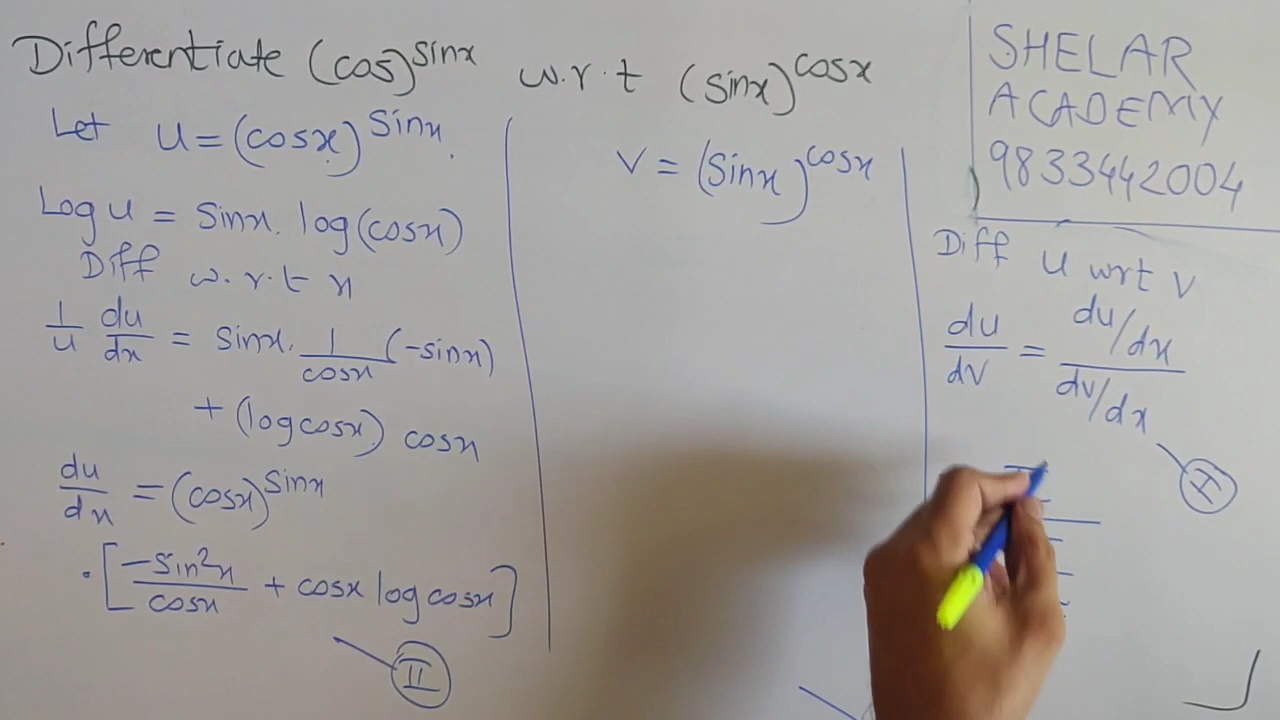 Differentiate (cos)^sinx w.r.t (sinx)^cosx
Let u = (cosx)^sinx.
Log u = sinx. log(cosx)
Diff w.r.t x
1/u du/dx = sinx. 1/cosx (-sinx)
+ (log cosx) cosx
du/dx = (cosx)^sinx
. [-sin²x/cosx + cosx log cosx]
II
v = (sinx)^cosx
SHELAR
ACADEMY
9833442004
Diff u wrt v
du/dv = du/dx / dv/dx